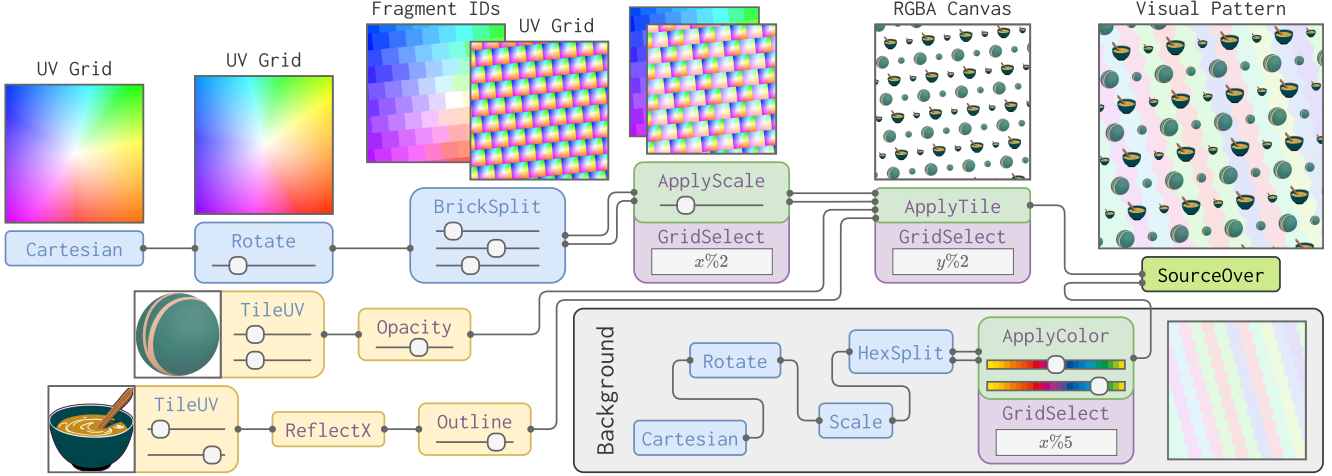 Fragment IDs
RGBA Canvas
Visual Pattern
UV Grid
UV Grid
UV Grid
ApplyScale
BrickSplit
ApplyTile
Cartesian
Rotate
GridSelect
x%2
GridSelect
y%2
SourceOver
TileUV
Opacity
Background
Rotate
HexSplit
ApplyColor
TileUV
ReflectX
Outline
Cartesian
Scale
GridSelect
x%5